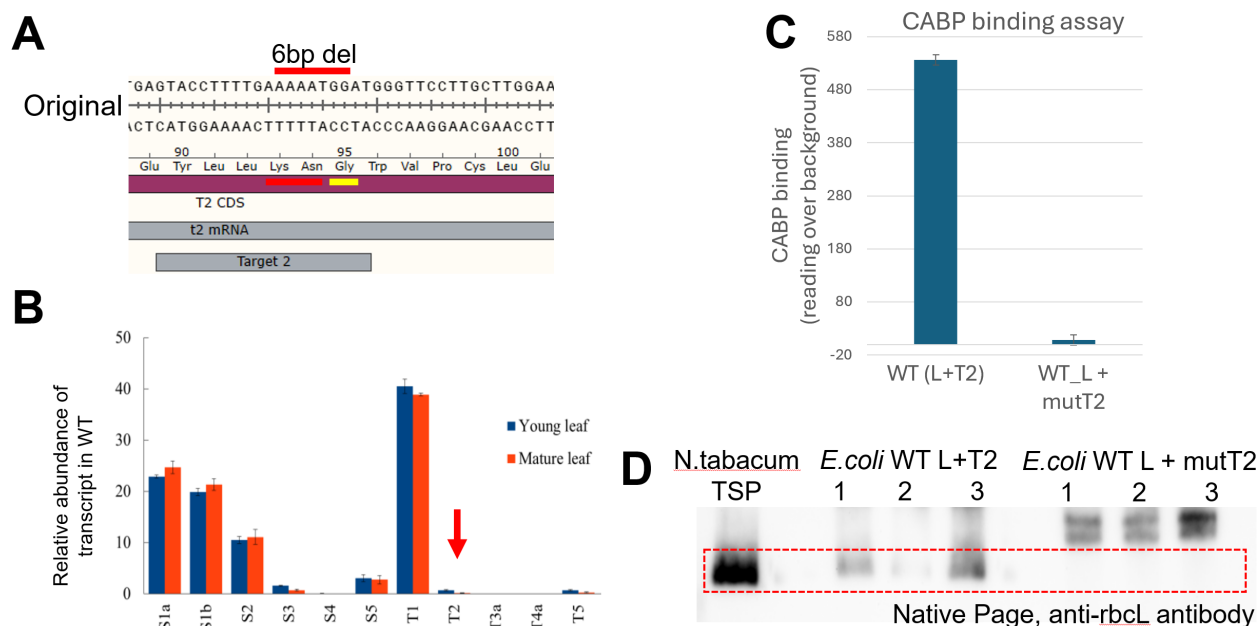 A
6bp del
TGAGTACCTTTTGAAAAATGGATGGGTTCCTTGCTTGGAA
Original
ACTCATGGAAAACTTTTTACCTACCCAAGGAACGAACCTT
90 95 100
Glu Tyr Leu Leu Lys Asn Gly Trp Val Pro Cys Leu Glu
T2 CDS
t2 mRNA
Target 2
B
Relative abundance of
transcript in WT
50
40
30
20
10
0
Young leaf
Mature leaf
S1a S1b S2 S3 S4 S5 T1 T2 T3a T4a T5
C
CABP binding assay
CABP binding
(reading over background)
580
480
380
280
180
80
-20
WT (L+T2)
WT_L +
mutT2
D
N.tabacum E.coli WT L+T2 E.coli WT L + mutT2
TSP 1 2 3 1 2 3
Native Page, anti-rbcL antibody